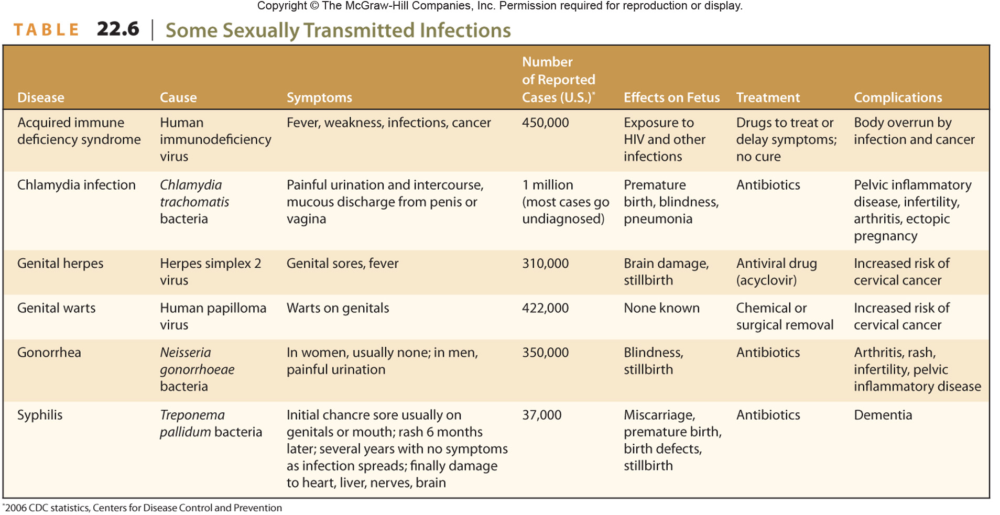 Copyright © The McGraw-Hill Companies, Inc. Permission required for reproduction or display.
TABLE 22.6 | Some Sexually Transmitted Infections
Disease
Cause
Symptoms
Number
of Reported
Cases (U.S.)*
Effects on Fetus
Treatment
Complications
Acquired immune
deficiency syndrome
Human
immunodeficiency
virus
Fever, weakness, infections, cancer
450,000
Exposure to
HIV and other
infections
Drugs to treat or
delay symptoms;
no cure
Body overrun by
infection and cancer
Chlamydia infection
Chlamydia
trachomatis
bacteria
Painful urination and intercourse,
mucous discharge from penis or
vagina
1 million
(most cases go
undiagnosed)
Premature
birth, blindness,
pneumonia
Antibiotics
Pelvic inflammatory
disease, infertility,
arthritis, ectopic
pregnancy
Genital herpes
Herpes simplex 2
virus
Genital sores, fever
310,000
Brain damage,
stillbirth
Antiviral drug
(acyclovir)
Increased risk of
cervical cancer
Genital warts
Human papilloma
virus
Warts on genitals
422,000
None known
Chemical or
surgical removal
Increased risk of
cervical cancer
Gonorrhea
Neisseria
gonorrhoeae
bacteria
In women, usually none; in men,
painful urination
350,000
Blindness,
stillbirth
Antibiotics
Arthritis, rash,
infertility, pelvic
inflammatory disease
Syphilis
Treponema
pallidum bacteria
Initial chancre sore usually on
genitals or mouth; rash 6 months
later; several years with no symptoms
as infection spreads; finally damage
to heart, liver, nerves, brain
37,000
Miscarriage,
premature birth,
birth defects,
stillbirth
Antibiotics
Dementia
*2006 CDC statistics, Centers for Disease Control and Prevention